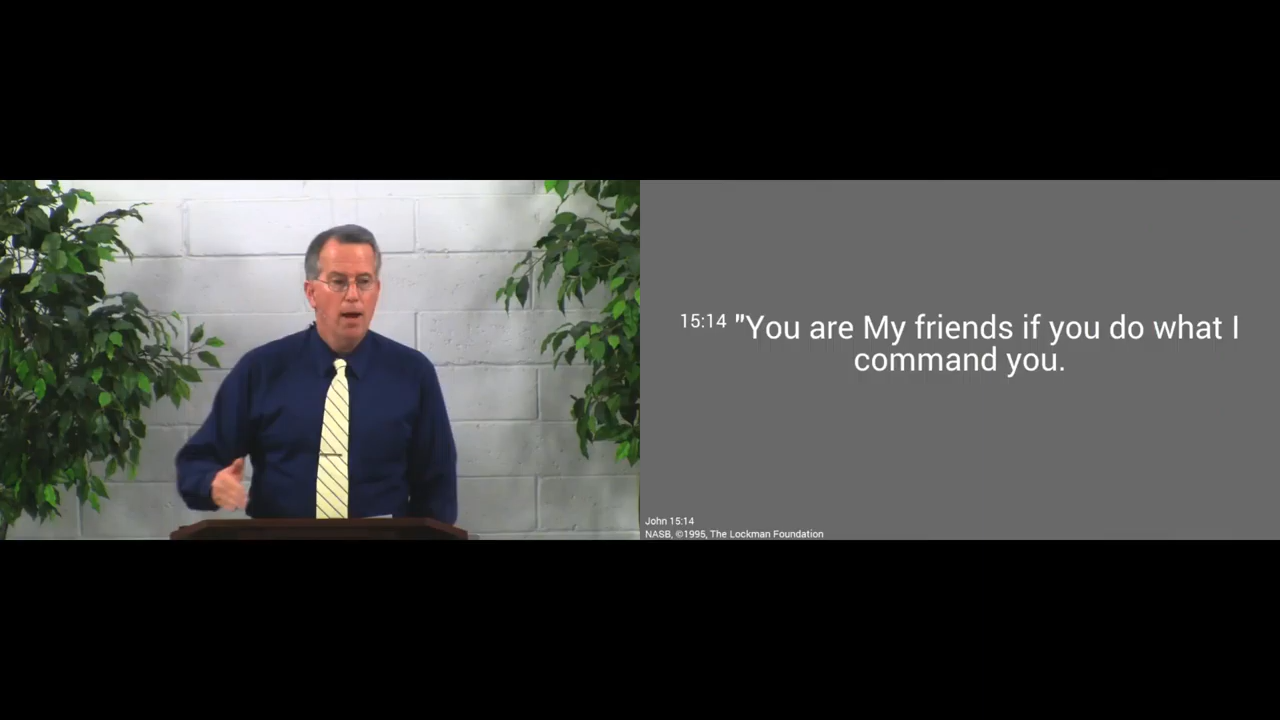 15:14 "You are My friends if you do what I
command you.
John 15:14
NASB, ©1995, The Lockman Foundation